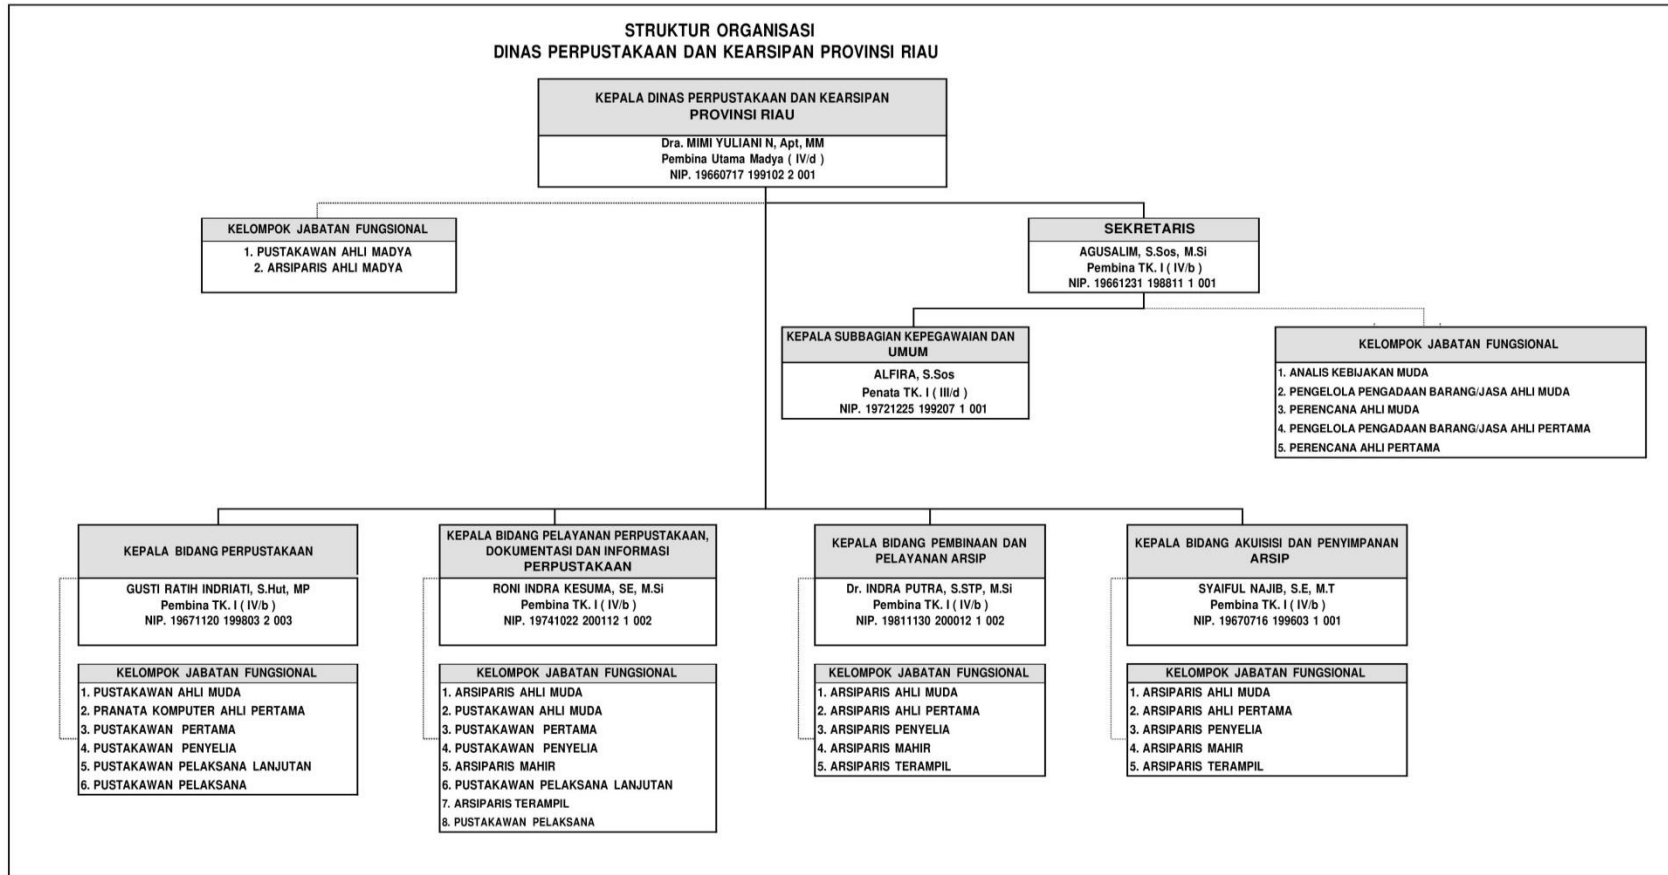 STRUKTUR ORGANISASI
DINAS PERPUSTAKAAN DAN KEARSIPAN PROVINSI RIAU
KEPALA DINAS PERPUSTAKAAN DAN KEARSIPAN
PROVINSI RIAU
Dra. MIMI YULIANI N, Apt, MM
Pembina Utama Madya ( IV/d )
NIP. 19660717 199102 2 001
KELOMPOK JABATAN FUNGSIONAL
1. PUSTAKAWAN AHLI MADYA
2. ARSIPARIS AHLI MADYA
SEKRETARIS
AGUSALIM, S.Sos, M.Si
Pembina TK. I ( IV/b )
NIP. 19661231 198811 1 001
KEPALA SUBBAGIAN KEPEGAWAIAN DAN
UMUM
ALFIRA, S.Sos
Penata TK. I ( III/d )
NIP. 19721225 199207 1 001
KELOMPOK JABATAN FUNGSIONAL
1. ANALIS KEBIJAKAN MUDA
2. PENGELOLA PENGADAAN BARANG/JASA AHLI MUDA
3. PERENCANA AHLI MUDA
4. PENGELOLA PENGADAAN BARANG/JASA AHLI PERTAMA
5. PERENCANA AHLI PERTAMA
KEPALA BIDANG PERPUSTAKAAN
GUSTI RATIH INDRIATI, S.Hut, MP
Pembina TK. I ( IV/b )
NIP. 19671120 199803 2 003
KELOMPOK JABATAN FUNGSIONAL
1. PUSTAKAWAN AHLI MUDA
2. PRANATA KOMPUTER AHLI PERTAMA
3. PUSTAKAWAN PERTAMA
4. PUSTAKAWAN PENYELIA
5. PUSTAKAWAN PELAKSANA LANJUTAN
6. PUSTAKAWAN PELAKSANA
KEPALA BIDANG PELAYANAN PERPUSTAKAAN,
DOKUMENTASI DAN INFORMASI
PERPUSTAKAAN
RONI INDRA KESUMA, SE, M.Si
Pembina TK. I ( IV/b )
NIP. 19741022 200112 1 002
KELOMPOK JABATAN FUNGSIONAL
1. ARSIPARIS AHLI MUDA
2. PUSTAKAWAN AHLI MUDA
3. PUSTAKAWAN PERTAMA
4. PUSTAKAWAN PENYELIA
5. ARSIPARIS MAHIR
6. PUSTAKAWAN PELAKSANA LANJUTAN
7. ARSIPARIS TERAMPIL
8. PUSTAKAWAN PELAKSANA
KEPALA BIDANG PEMBINAAN DAN
PELAYANAN ARSIP
Dr. INDRA PUTRA, S.STP, M.Si
Pembina TK. I ( IV/b )
NIP. 19811130 200012 1 002
KELOMPOK JABATAN FUNGSIONAL
1. ARSIPARIS AHLI MUDA
2. ARSIPARIS AHLI PERTAMA
3. ARSIPARIS PENYELIA
4. ARSIPARIS MAHIR
5. ARSIPARIS TERAMPIL
KEPALA BIDANG AKUISISI DAN PENYIMPANAN
ARSIP
SYAIFUL NAJIB, S.E, M.T
Pembina TK. I ( IV/b )
NIP. 19670716 199603 1 001
KELOMPOK JABATAN FUNGSIONAL
1. ARSIPARIS AHLI MUDA
2. ARSIPARIS AHLI PERTAMA
3. ARSIPARIS PENYELIA
4. ARSIPARIS MAHIR
5. ARSIPARIS TERAMPIL